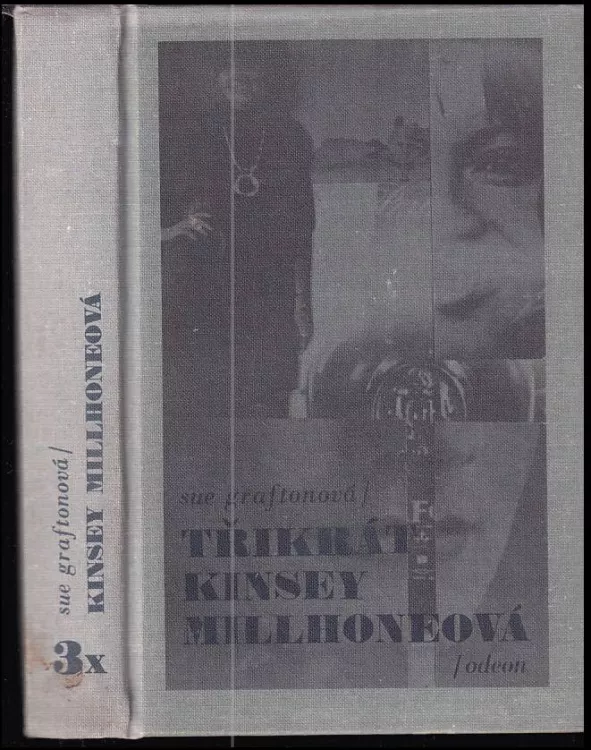 sue graftonová/
KINSEY MILLHONEOVÁ
3x
sue graftonová/
TŘIKRÁT
KINSEY
MILLHONEOVÁ
/odeon